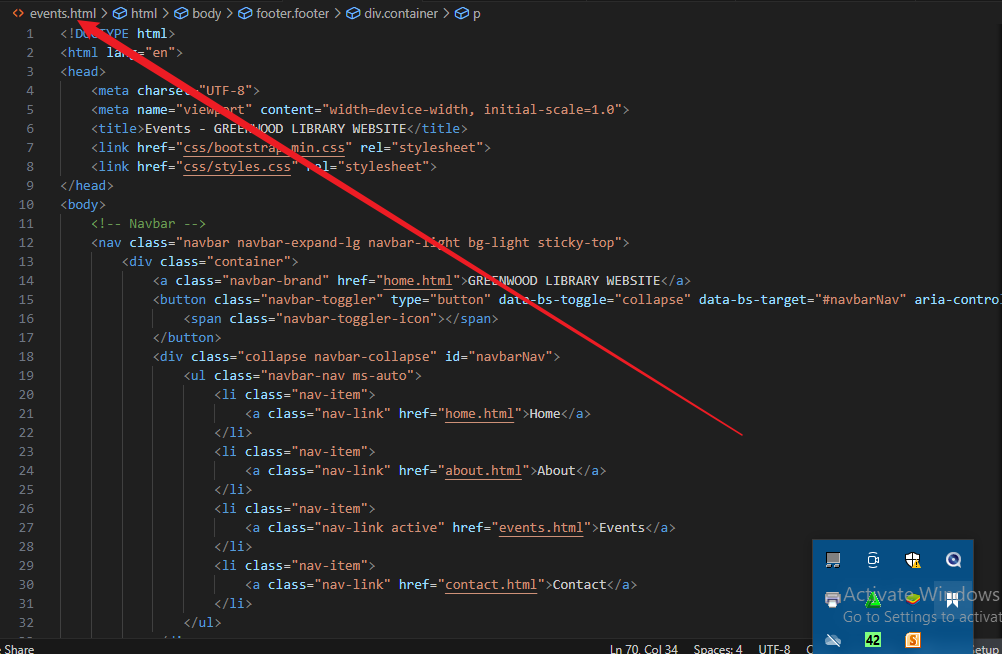 events.html > html > body > footer.footer > div.container > p
1 <!DOCTYPE html>
2 <html lang="en">
3 <head>
4 <meta charset="UTF-8">
5 <meta name="viewport" content="width=device-width, initial-scale=1.0">
6 <title>Events - GREENWOOD LIBRARY WEBSITE</title>
7 <link href="css/bootstrap.min.css" rel="stylesheet">
8 <link href="css/styles.css" rel="stylesheet">
9 </head>
10 <body>
11 <!-- Navbar -->
12 <nav class="navbar navbar-expand-lg navbar-light bg-light sticky-top">
13 <div class="container">
14 <a class="navbar-brand" href="home.html">GREENWOOD LIBRARY WEBSITE</a>
15 <button class="navbar-toggler" type="button" data-bs-toggle="collapse" data-bs-target="#navbarNav" aria-contro
16 <span class="navbar-toggler-icon"></span>
17 </button>
18 <div class="collapse navbar-collapse" id="navbarNav">
19 <ul class="navbar-nav ms-auto">
20 <li class="nav-item">
21 <a class="nav-link" href="home.html">Home</a>
22 </li>
23 <li class="nav-item">
24 <a class="nav-link" href="about.html">About</a>
25 </li>
26 <li class="nav-item">
27 <a class="nav-link active" href="events.html">Events</a>
28 </li>
29 <li class="nav-item">
30 <a class="nav-link" href="contact.html">Contact</a>
31 </li>
32 </ul>
Activate Windows
Go to Settings to activat
42
S
Share
Ln 70, Col 34 Spaces: 4 UTF-8
Setup